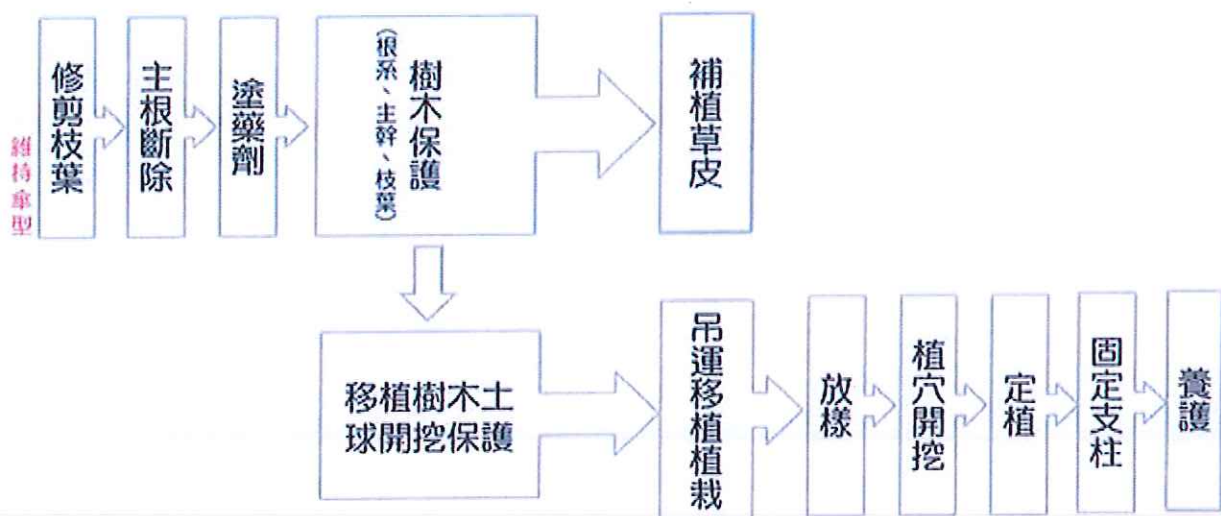 維持傘型
修剪枝葉
主根斷除
塗藥劑
樹木保護
(根系、主幹、枝葉)
補植草皮
移植樹木土
球開挖保護
吊運移植植栽
放樣
植穴開挖
定植
固定支柱
養護